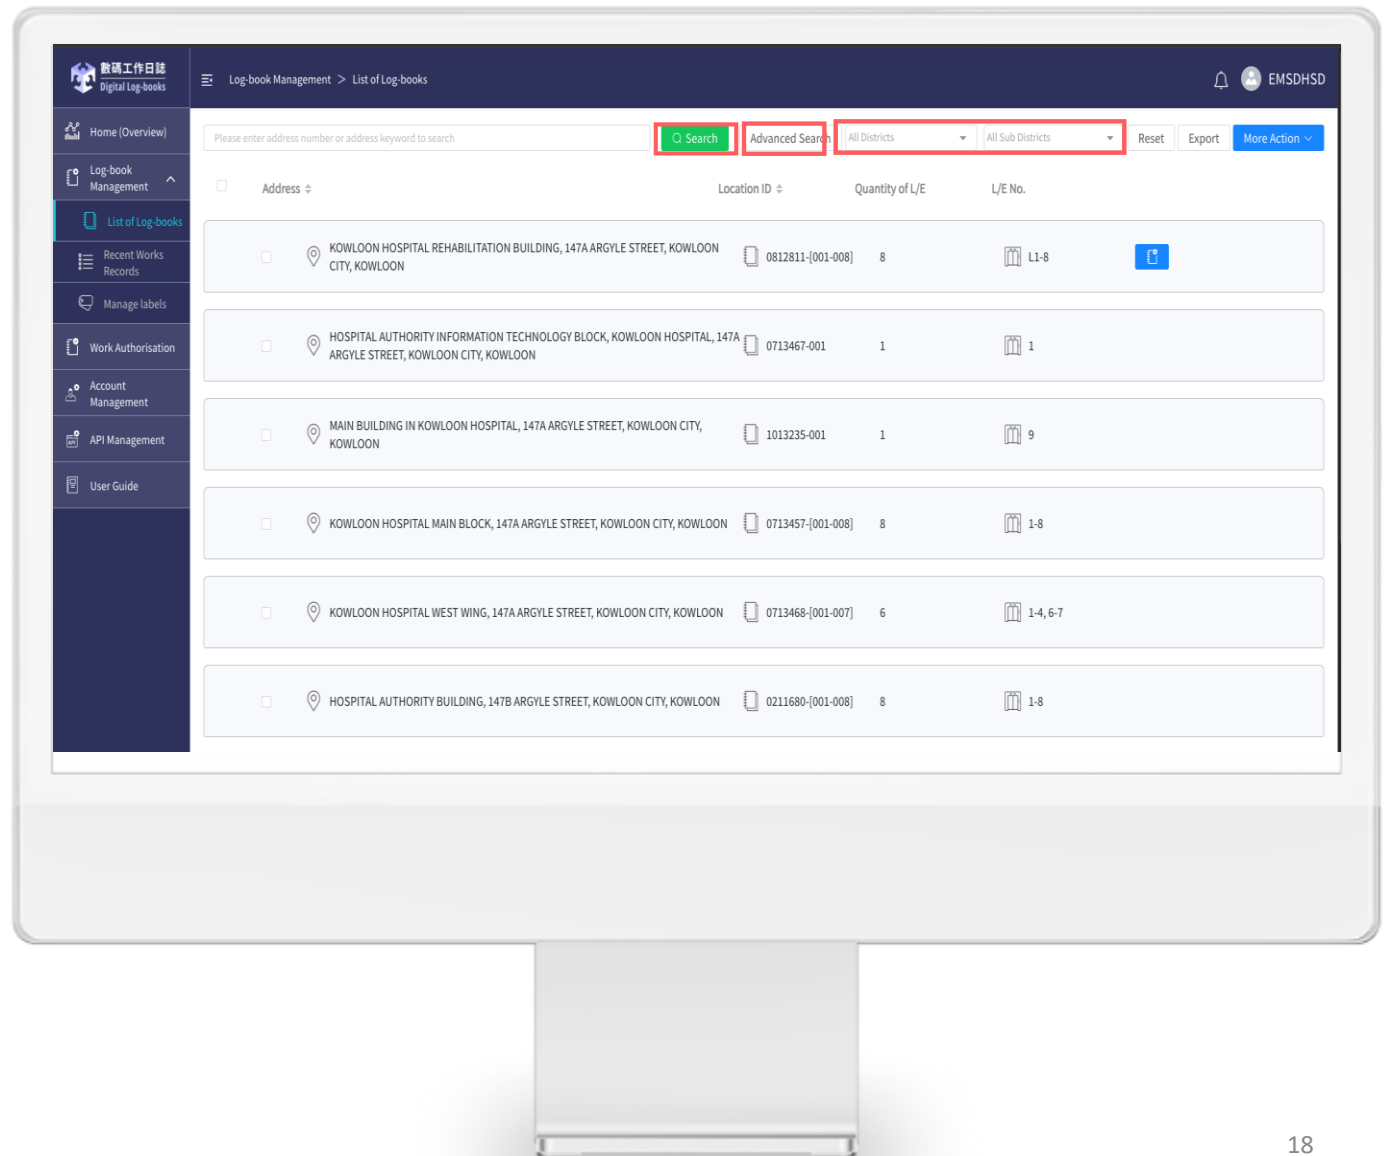 數碼工作日誌
Digital Log-books
Log-book Management > List of Log-books
EMSDHSD
Home (Overview)
Log-book
Management
List of Log-books
Recent Works
Records
Manage labels
Work Authorisation
Account
Management
API Management
User Guide
Please enter address number or address keyword to search
Search
Advanced Search
All Districts
All Sub Districts
Reset
Export
More Action
Address
Location ID
Quantity of L/E
L/E No.
KOWLOON HOSPITAL REHABILITATION BUILDING, 147A ARGYLE STREET, KOWLOON
CITY, KOWLOON
0812811-[001-008]
8
L1-8
HOSPITAL AUTHORITY INFORMATION TECHNOLOGY BLOCK, KOWLOON HOSPITAL, 147A
ARGYLE STREET, KOWLOON CITY, KOWLOON
0713467-001
1
1
MAIN BUILDING IN KOWLOON HOSPITAL, 147A ARGYLE STREET, KOWLOON CITY,
KOWLOON
1013235-001
1
9
KOWLOON HOSPITAL MAIN BLOCK, 147A ARGYLE STREET, KOWLOON CITY, KOWLOON
0713457-[001-008]
8
1-8
KOWLOON HOSPITAL WEST WING, 147A ARGYLE STREET, KOWLOON CITY, KOWLOON
0713468-[001-007]
6
1-4, 6-7
HOSPITAL AUTHORITY BUILDING, 147B ARGYLE STREET, KOWLOON CITY, KOWLOON
0211680-[001-008]
8
1-8
18